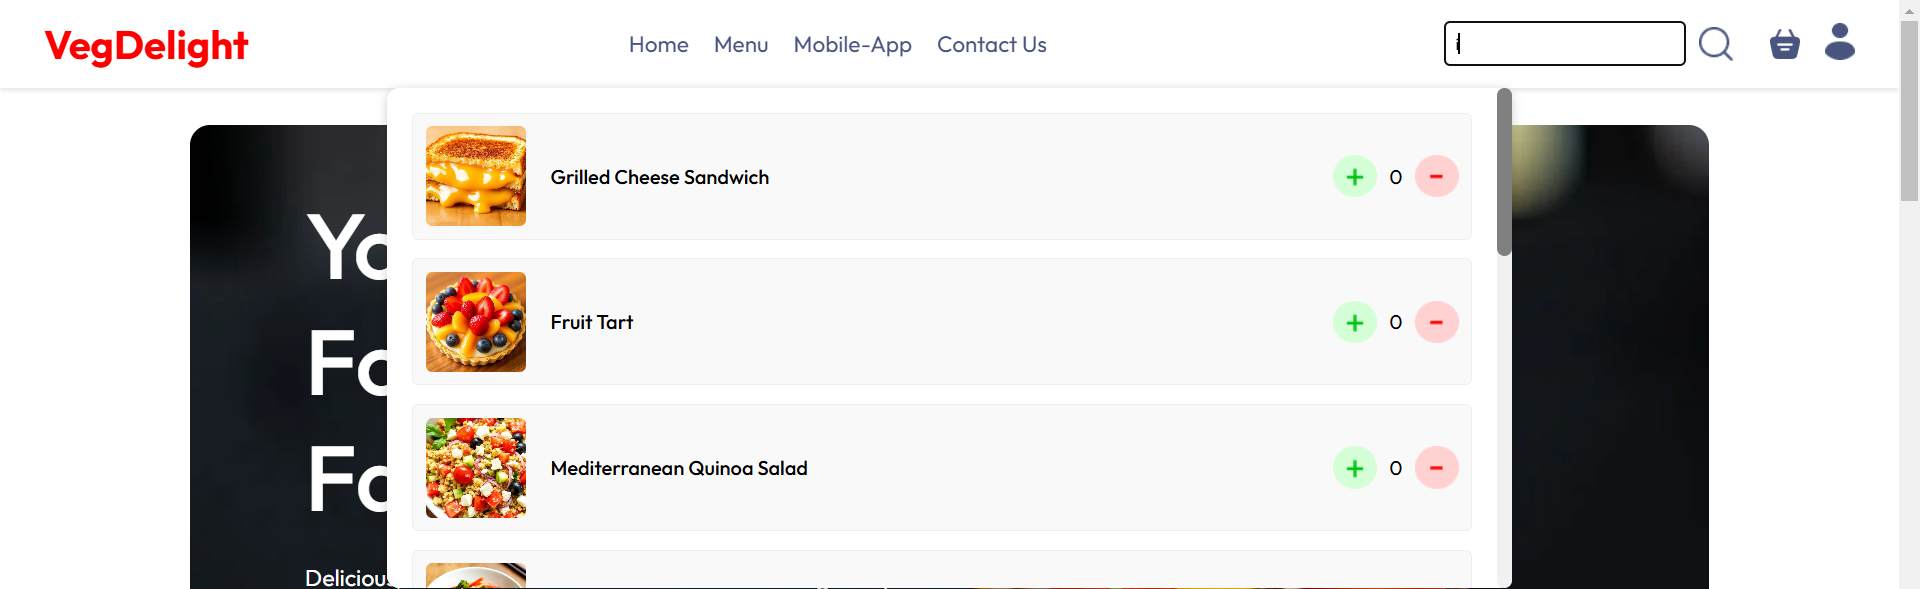 VegDelight
Home Menu Mobile-App Contact Us
i
Grilled Cheese Sandwich
+ 0 -
Fruit Tart
+ 0 -
Mediterranean Quinoa Salad
+ 0 -
Yo
Fo
Fo
Delicious